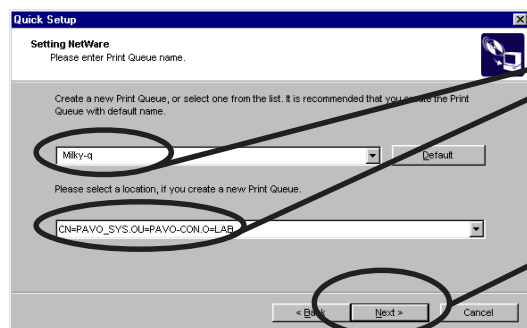 Quick Setup
Setting NetWare
Please enter Print Queue name.
Create a new Print Queue, or select one from the list. It is recommended that you create the Print
Queue with default name.
Milky-q
Default
Please select a location, if you create a new Print Queue.
CN=PAVO_SYS.OU=PAVO-CON.O=LAB
< Back
Next >
Cancel